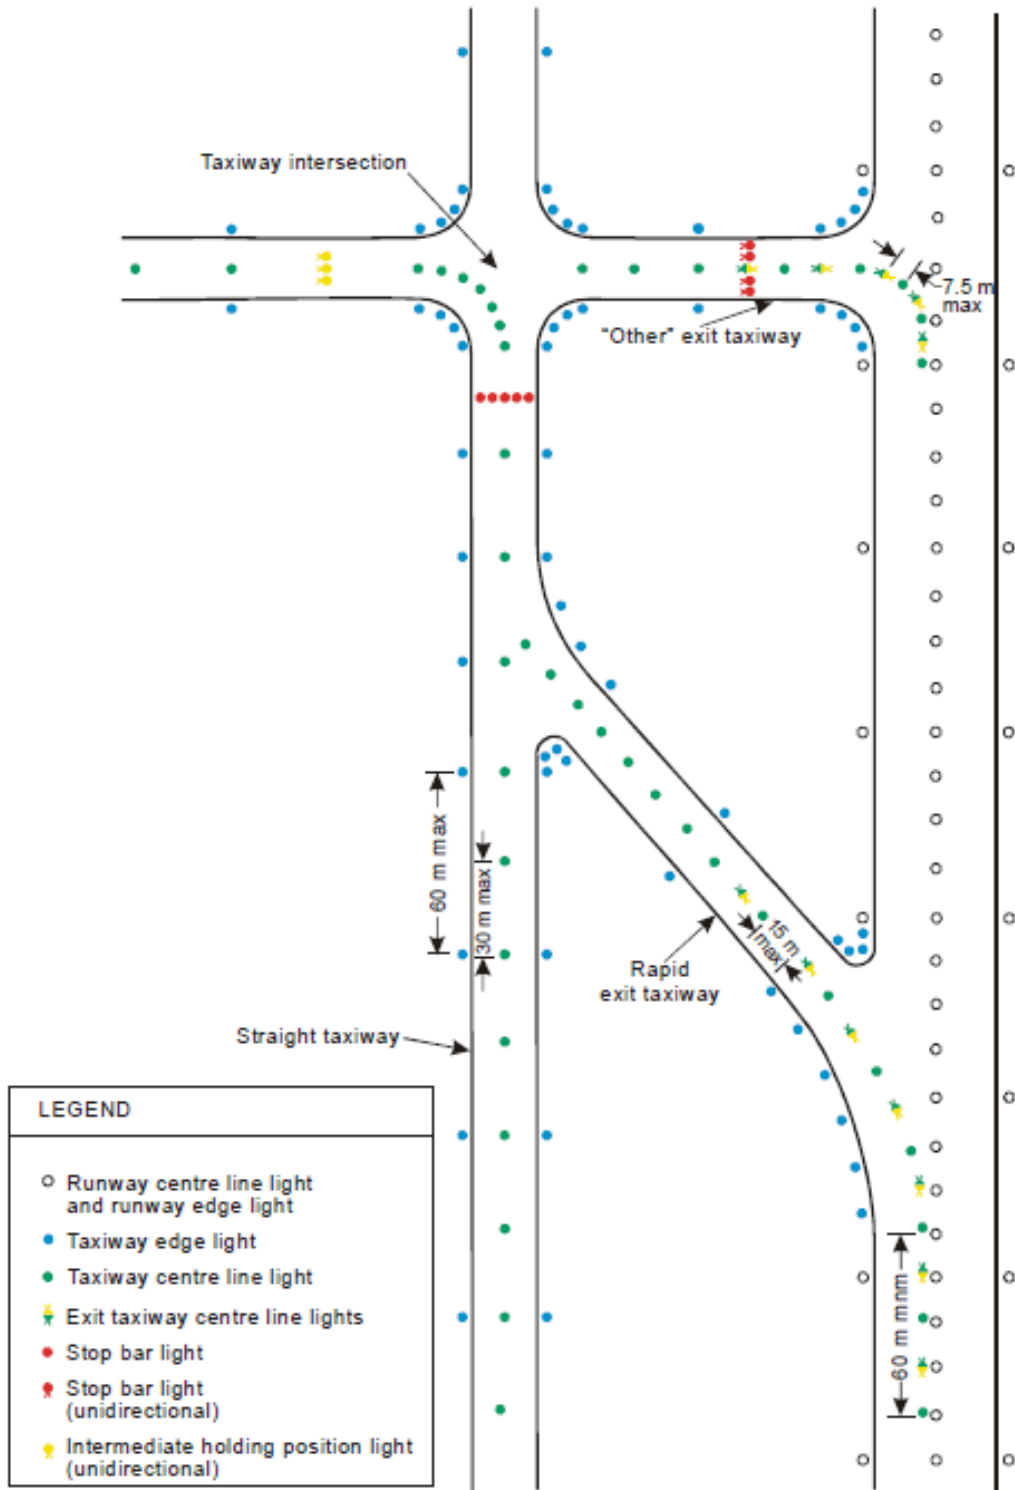 Taxiway intersection
7.5 m
max
"Other" exit taxiway
60 m max
30 m max
15 m
max
Rapid
exit taxiway
Straight taxiway
60 m mnm
LEGEND
Runway centre line light
and runway edge light
Taxiway edge light
Taxiway centre line light
Exit taxiway centre line lights
Stop bar light
Stop bar light
(unidirectional)
Intermediate holding position light
(unidirectional)